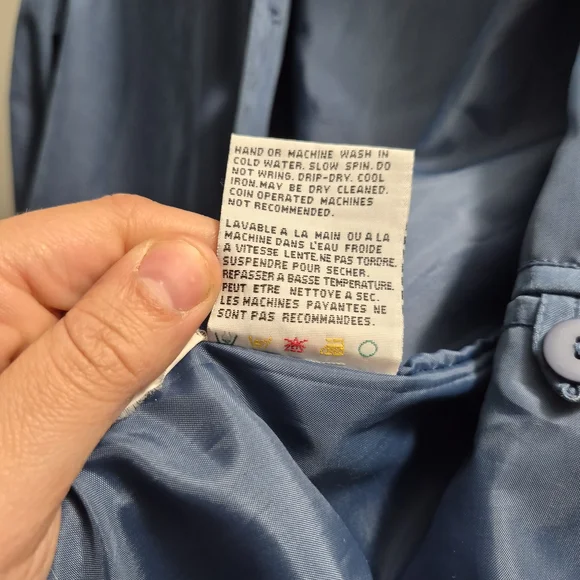 HAND OR MACHINE WASH IN
COLD WATER. SLOW SPIN. DO
NOT WRING. DRIP-DRY. COOL
IRON. MAY BE DRY CLEANED.
COIN OPERATED MACHINES
NOT RECOMMENDED.
LAVABLE A LA MAIN OU A LA
MACHINE DANS L'EAU FROIDE
A VITESSE LENTE. NE PAS TORDRE.
SUSPENDRE POUR SECHER.
REPASSER A BASSE TEMPERATURE.
PEUT ETRE NETTOYE A SEC.
LES MACHINES PAYANTES NE
SONT PAS RECOMMANDEES.